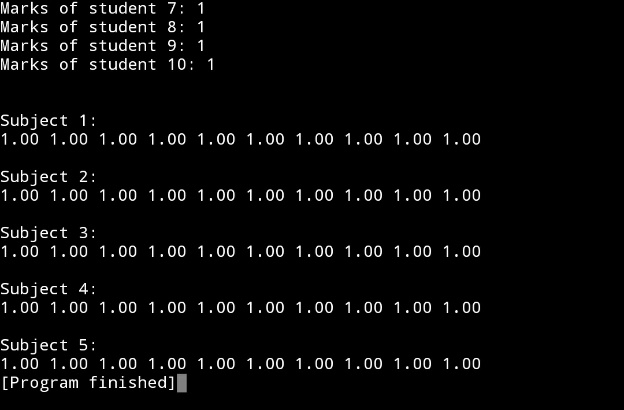 Marks of student 7: 1
Marks of student 8: 1
Marks of student 9: 1
Marks of student 10: 1
Subject 1:
1.00 1.00 1.00 1.00 1.00 1.00 1.00 1.00 1.00 1.00
Subject 2:
1.00 1.00 1.00 1.00 1.00 1.00 1.00 1.00 1.00 1.00
Subject 3:
1.00 1.00 1.00 1.00 1.00 1.00 1.00 1.00 1.00 1.00
Subject 4:
1.00 1.00 1.00 1.00 1.00 1.00 1.00 1.00 1.00 1.00
Subject 5:
1.00 1.00 1.00 1.00 1.00 1.00 1.00 1.00 1.00 1.00
[Program finished]